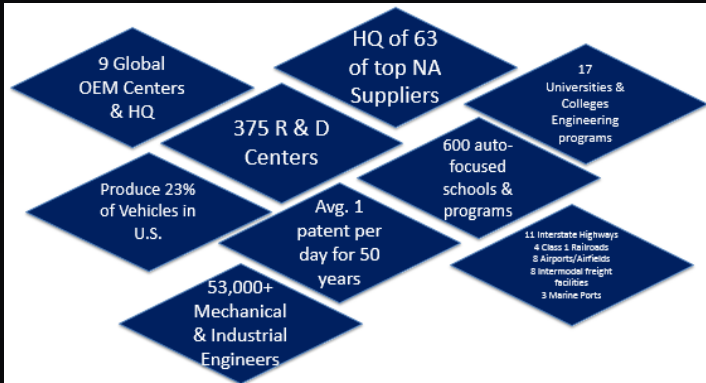 9 Global
OEM Centers
& HQ
HQ of 63
of top NA
Suppliers
17
Universities &
Colleges
Engineering
programs
375 R & D
Centers
600 auto-
focused
schools &
programs
Produce 23%
of Vehicles in
U.S.
Avg. 1
patent per
day for 50
years
11 Interstate Highways
4 Class 1 Railroads
8 Airports/Airfields
8 Intermodal freight
facilities
3 Marine Ports
53,000+
Mechanical
& Industrial
Engineers